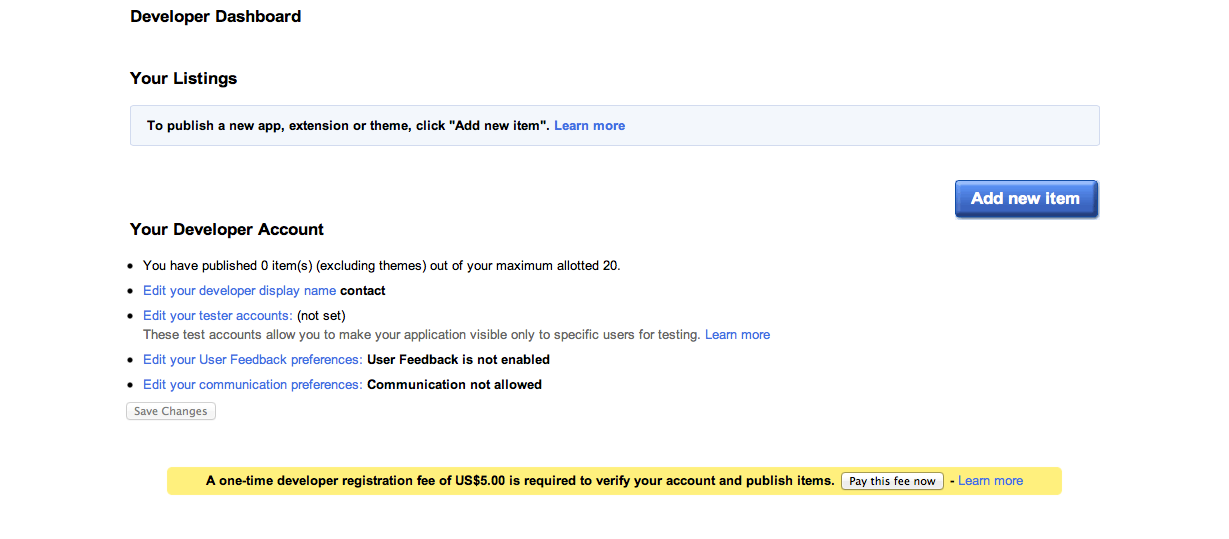 Developer Dashboard
Your Listings
To publish a new app, extension or theme, click "Add new item". Learn more
Add new item
Your Developer Account
You have published 0 item(s) (excluding themes) out of your maximum allotted 20.
Edit your developer display name contact
Edit your tester accounts: (not set)
These test accounts allow you to make your application visible only to specific users for testing. Learn more
Edit your User Feedback preferences: User Feedback is not enabled
Edit your communication preferences: Communication not allowed
Save Changes
A one-time developer registration fee of US$5.00 is required to verify your account and publish items. Pay this fee now - Learn more